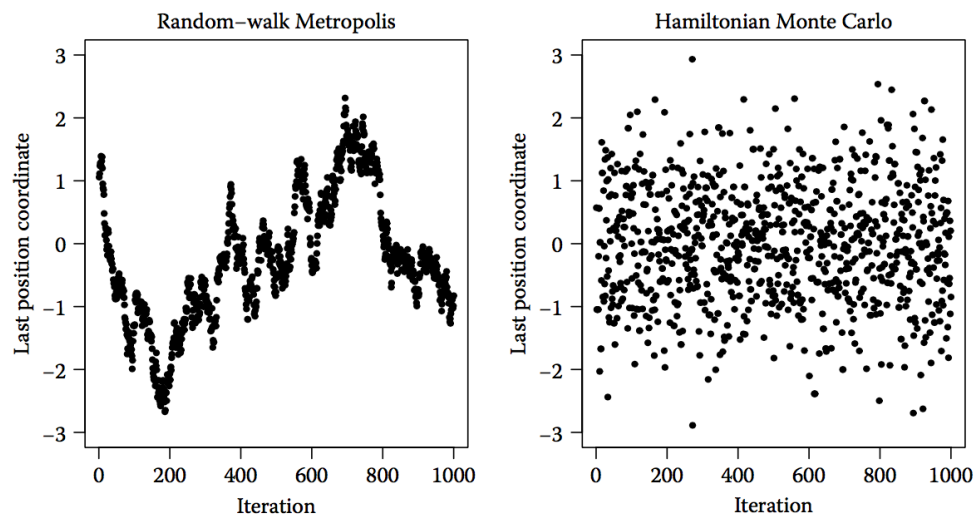 Random-walk Metropolis
Last position coordinate
3
2
1
0
−1
−2
−3
0 200 400 600 800 1000
Iteration
Hamiltonian Monte Carlo
Last position coordinate
3
2
1
0
−1
−2
−3
0 200 400 600 800 1000
Iteration